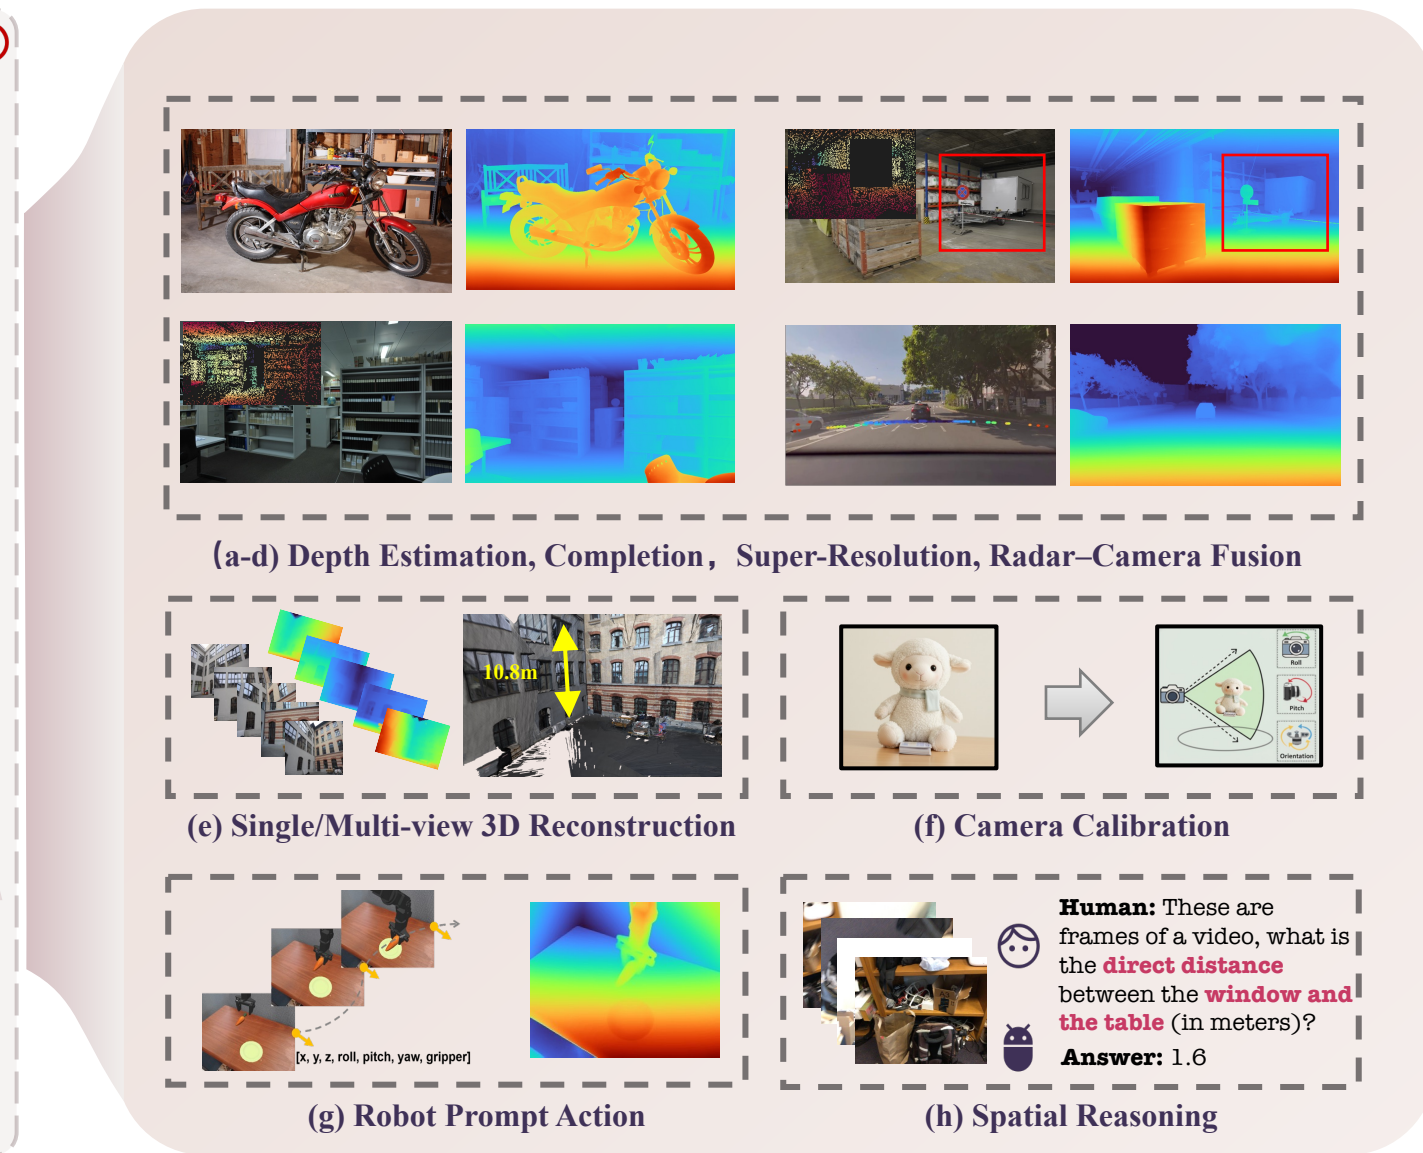 (a-d) Depth Estimation, Completion, Super-Resolution, Radar–Camera Fusion
10.8m
(e) Single/Multi-view 3D Reconstruction
Roll
Pitch
Orientation
(f) Camera Calibration
[x, y, z, roll, pitch, yaw, gripper]
(g) Robot Prompt Action
Human: These are
frames of a video, what is
the direct distance
between the window and
the table (in meters)?
Answer: 1.6
(h) Spatial Reasoning